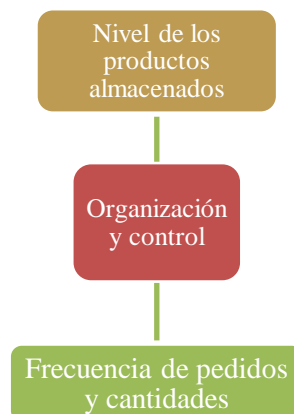 Nivel de los
productos
almacenados
Organización
y control
Frecuencia de pedidos
y cantidades